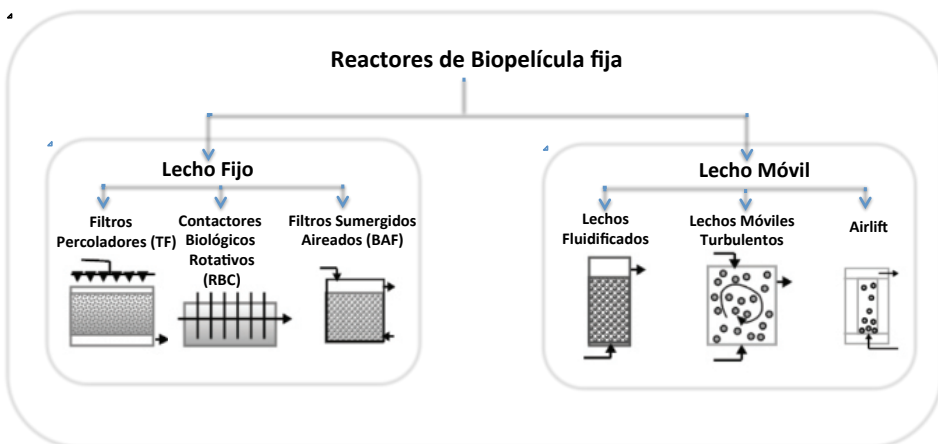 Reactores de Biopelícula fija
Lecho Fijo
Filtros
Percoladores (TF)
Contactores
Biológicos
Rotativos
(RBC)
Filtros Sumergidos
Aireados (BAF)
Lecho Móvil
Lechos
Fluidificados
Lechos Móviles
Turbulentos
Airlift